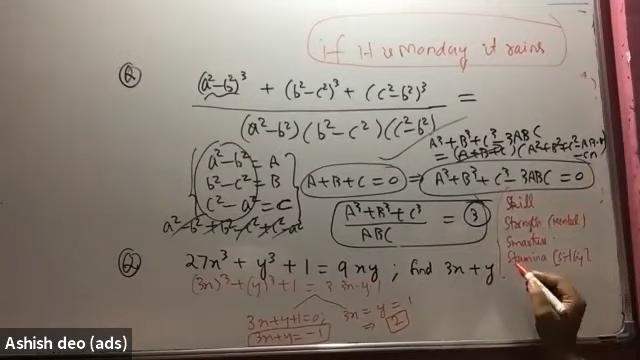 if it is monday it rains
Q (a²-b²)³ + (b²-c²)³ + (c²-b²)³
(a²-b²)(b²-c²)(c²-b²) =
A³+B³+C³-3ABC
= (A+B+C)(A²+B²+C²-AB-B
-CA
a²-b² = A
b²-c² = B
c²-a² = C
a²-b²+b²-c²+c²-a²
A+B+C=0 ⇒ A³+B³+C³-3ABC=0
A³+B³+C³
ABC = 3
Skill
Strength (Mental)
Stamina
Q 27x³ + y³ + 1 = 9xy ; find 3x+y
(3x)³+(y)³+1 = 3 3x·y·1
3x+y+1=0,
3x+y=-1
3x=y=1
⇒ 2
Ashish deo (ads)